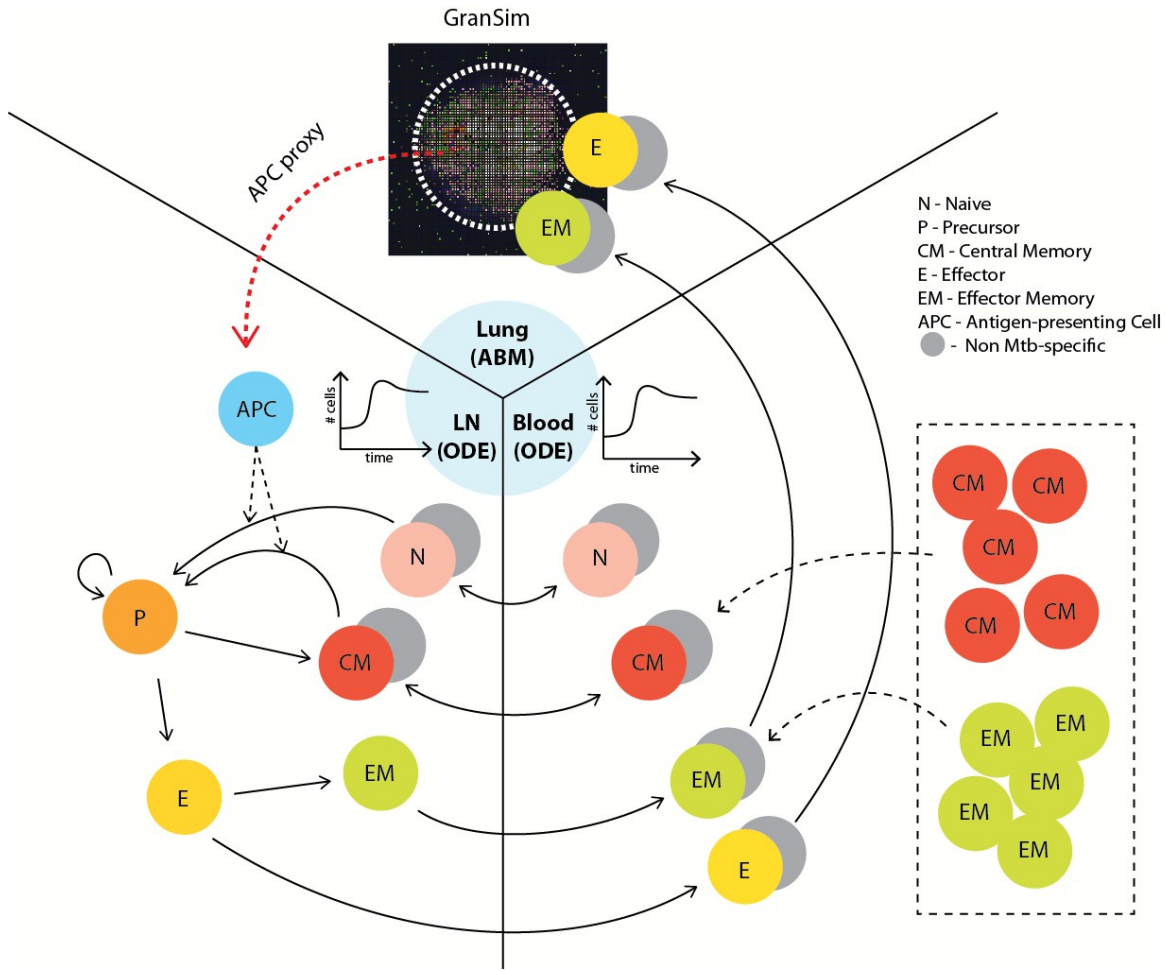 GranSim
APC proxy
E
EM
N - Naive
P - Precursor
CM - Central Memory
E - Effector
EM - Effector Memory
APC - Antigen-presenting Cell
- Non Mtb-specific
Lung
(ABM)
LN
(ODE)
Blood
(ODE)
# cells
time
# cells
time
APC
N
N
P
CM
CM
E
EM
EM
E
CM
CM
CM
CM
CM
EM
EM
EM
EM
EM